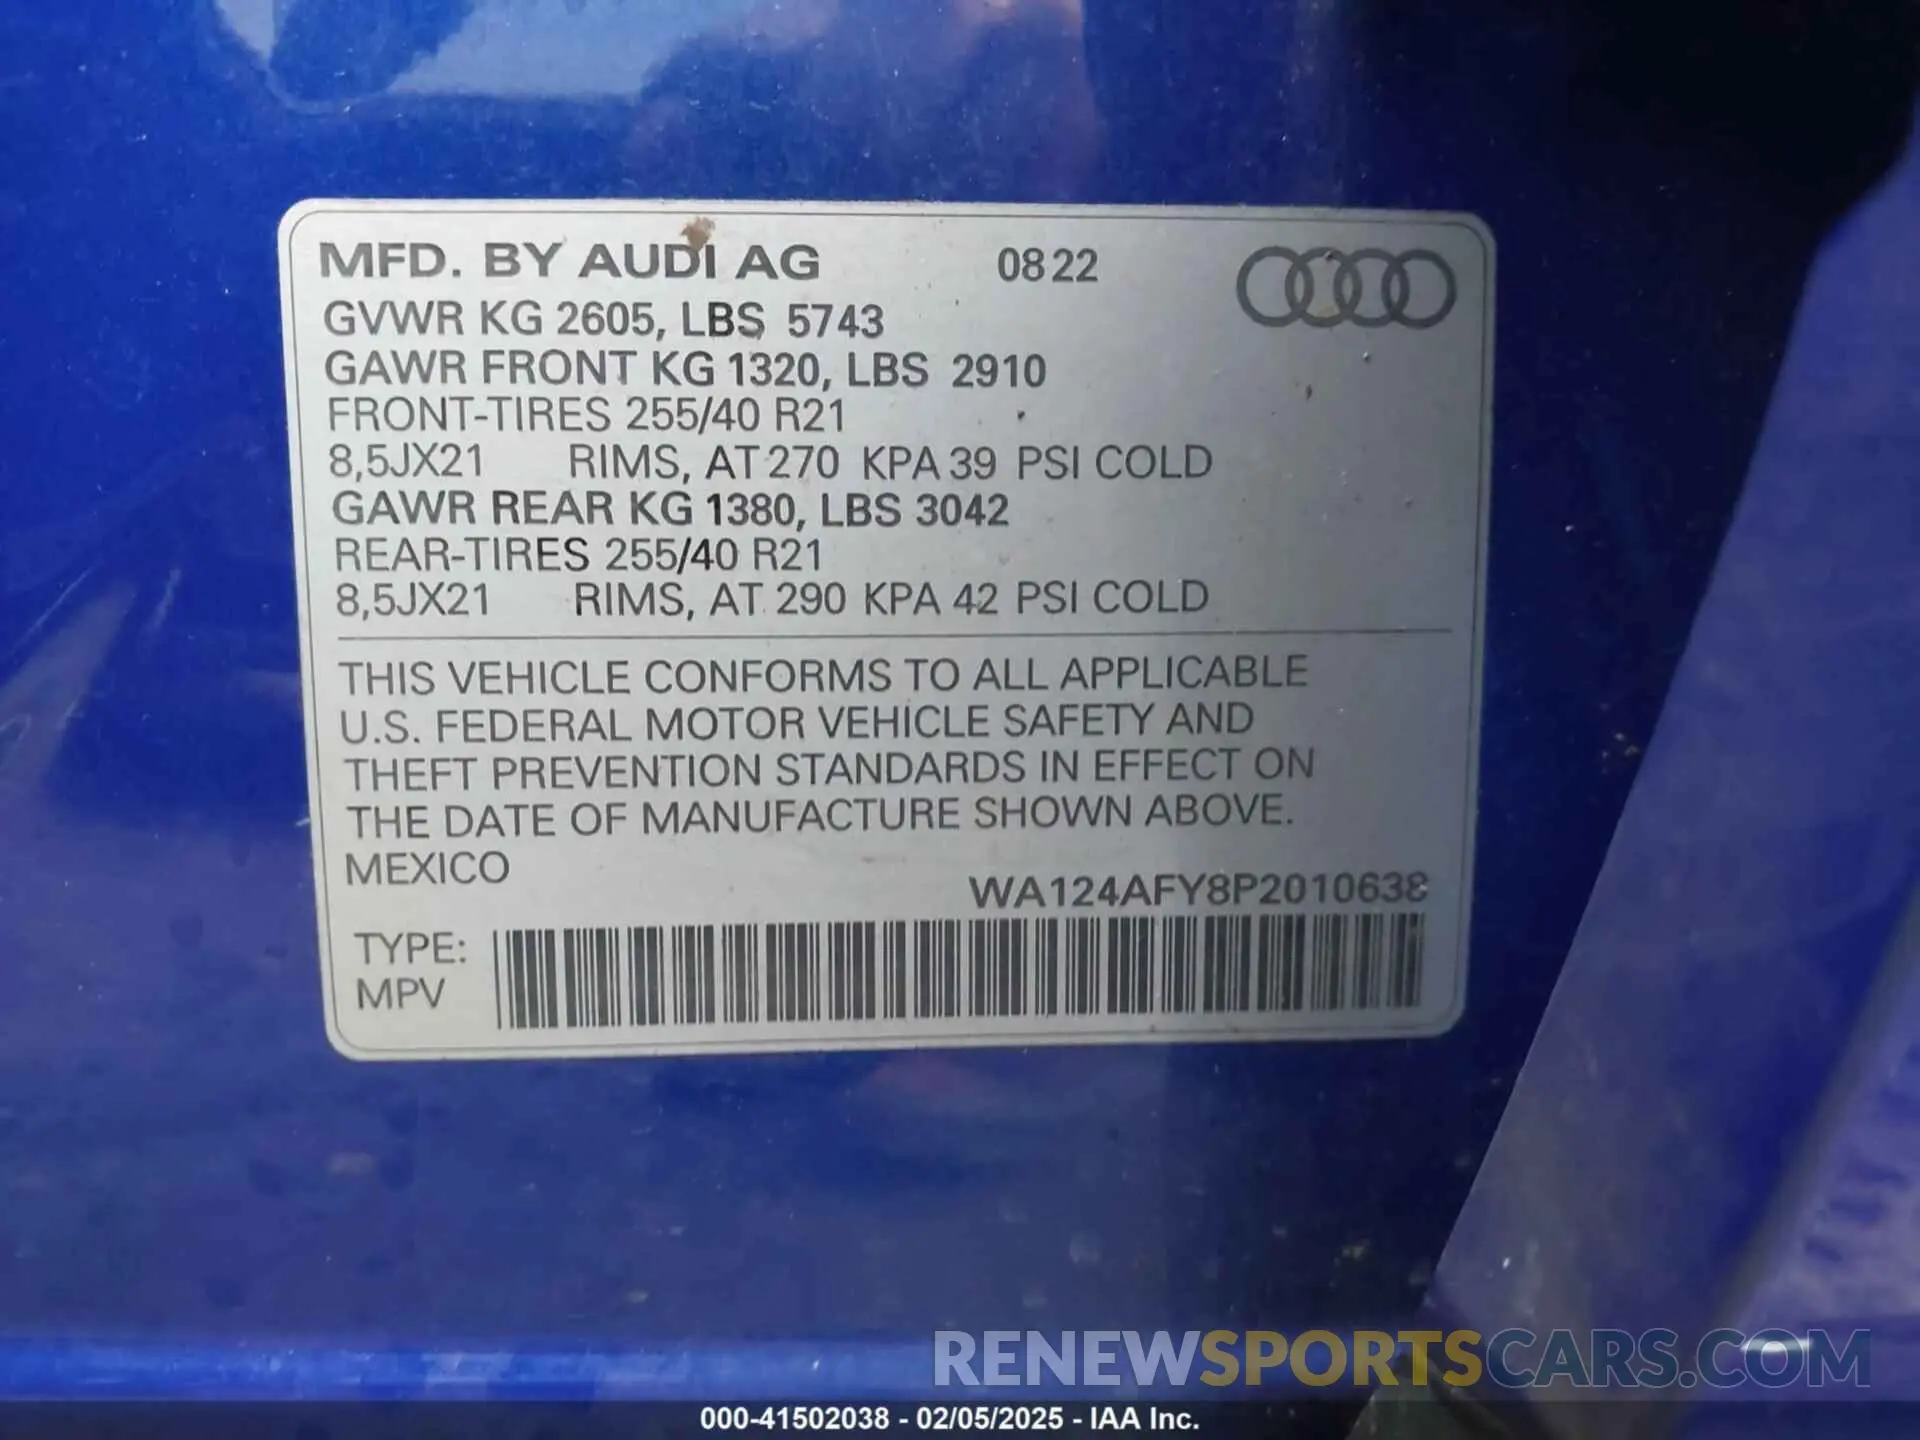 MFD. BY AUDI AG 0822
GVWR KG 2605, LBS 5743
GAWR FRONT KG 1320, LBS 2910
FRONT-TIRES 255/40 R21
8,5JX21 RIMS, AT 270 KPA 39 PSI COLD
GAWR REAR KG 1380, LBS 3042
REAR-TIRES 255/40 R21
8,5JX21 RIMS, AT 290 KPA 42 PSI COLD
THIS VEHICLE CONFORMS TO ALL APPLICABLE
U.S. FEDERAL MOTOR VEHICLE SAFETY AND
THEFT PREVENTION STANDARDS IN EFFECT ON
THE DATE OF MANUFACTURE SHOWN ABOVE.
MEXICO
WA124AFY8P2010638
TYPE:
MPV
RENEWSPORTSCARS.COM
000-41502038 - 02/05/2025 - IAA Inc.